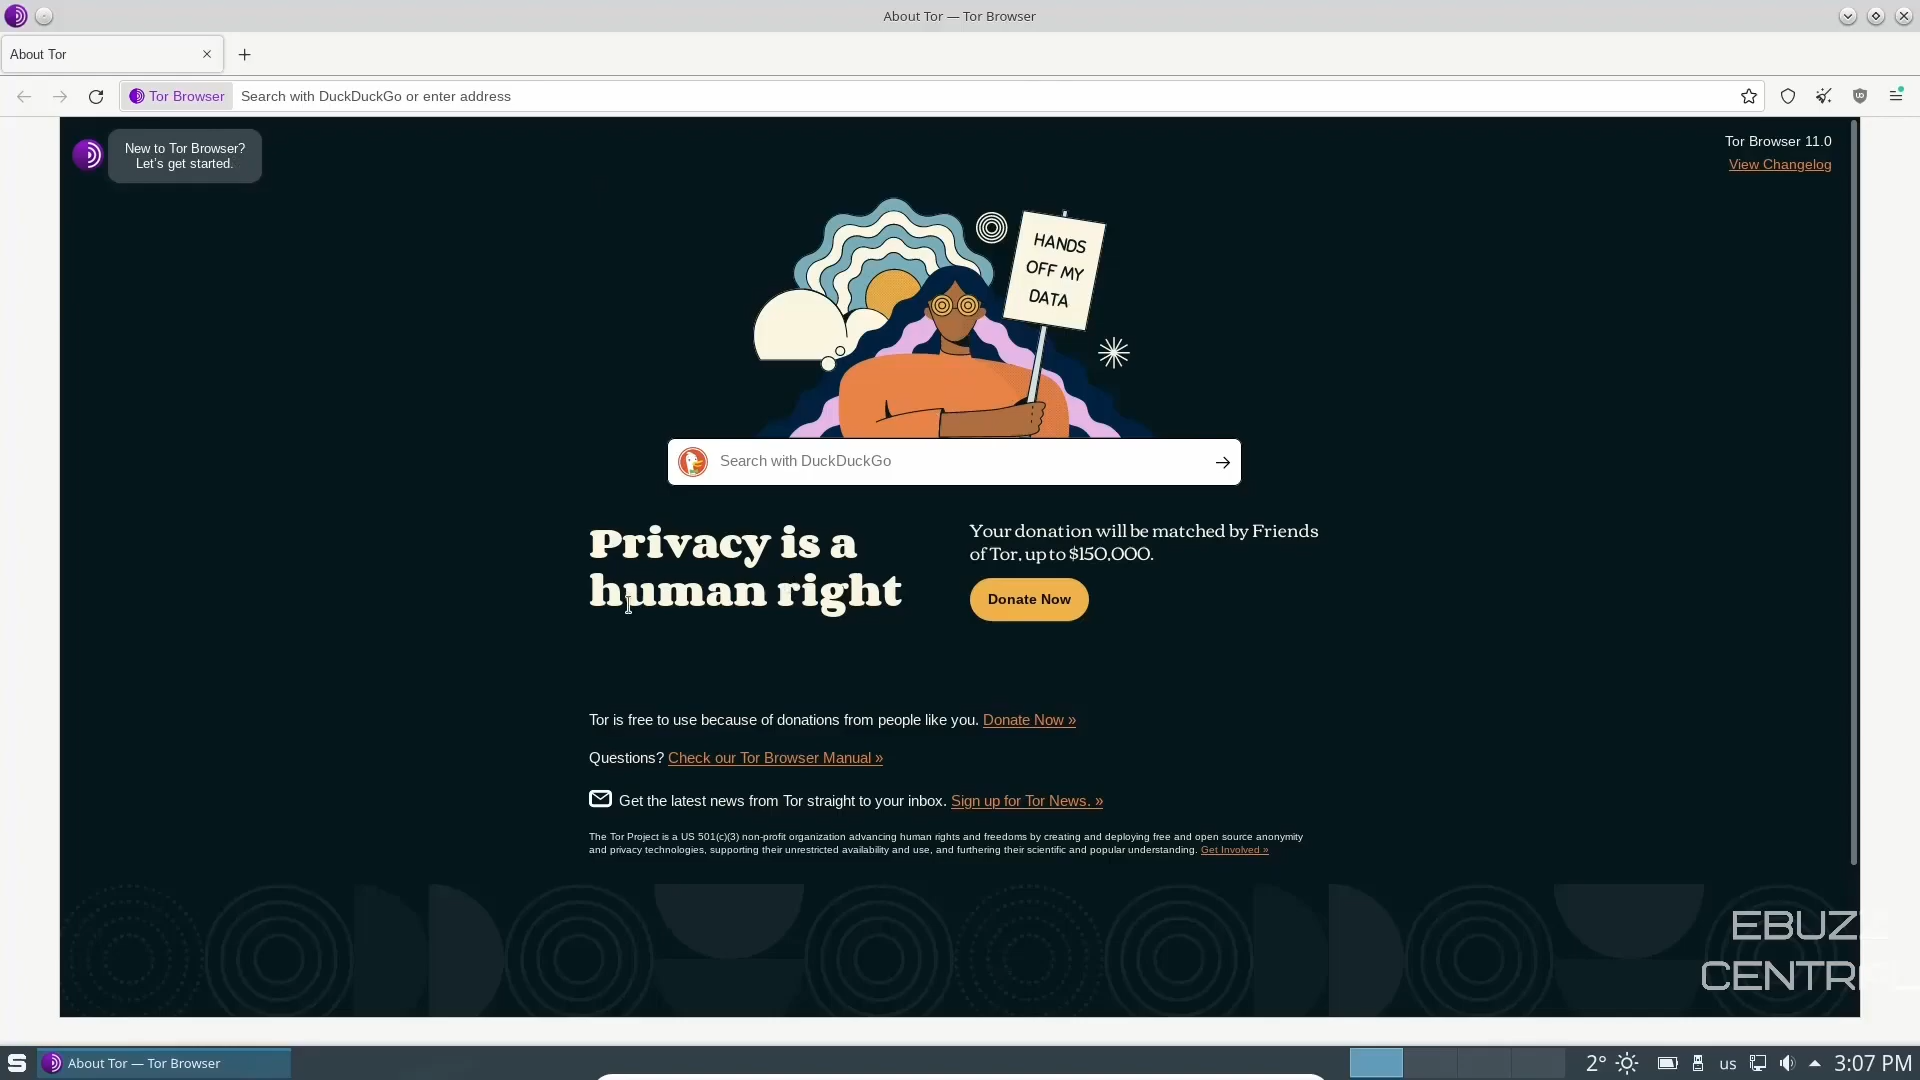 About Tor — Tor Browser
About Tor
Tor Browser
Search with DuckDuckGo or enter address
New to Tor Browser?
Let's get started.
Tor Browser 11.0
View Changelog
HANDS
OFF MY
DATA
Search with DuckDuckGo
Privacy is a
human right
Your donation will be matched by Friends
of Tor, up to $150,000.
Donate Now
Tor is free to use because of donations from people like you. Donate Now »
Questions? Check our Tor Browser Manual »
Get the latest news from Tor straight to your inbox. Sign up for Tor News. »
The Tor Project is a US 501(c)(3) non-profit organization advancing human rights and freedoms by creating and deploying free and open source anonymity
and privacy technologies, supporting their unrestricted availability and use, and furthering their scientific and popular understanding. Get Involved »
EBUZZ
CENTRAL
About Tor — Tor Browser
2°
us
3:07 PM